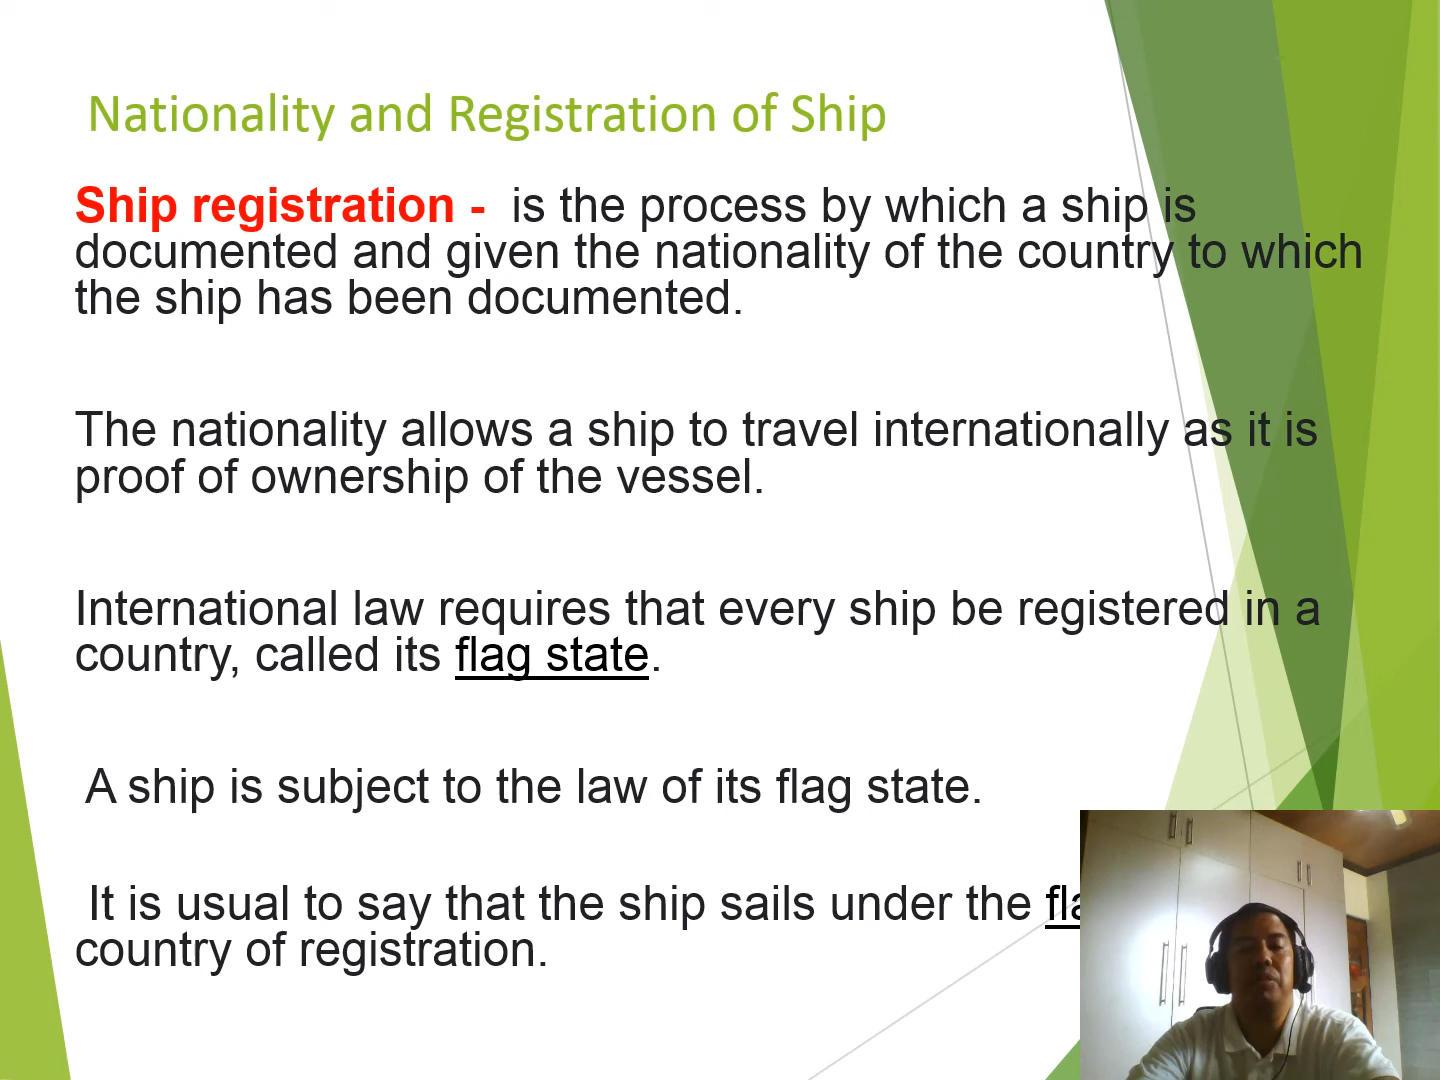 Nationality and Registration of Ship
Ship registration - is the process by which a ship is
documented and given the nationality of the country to which
the ship has been documented.
The nationality allows a ship to travel internationally as it is
proof of ownership of the vessel.
International law requires that every ship be registered in a
country, called its flag state.
A ship is subject to the law of its flag state.
It is usual to say that the ship sails under the
country of registration.